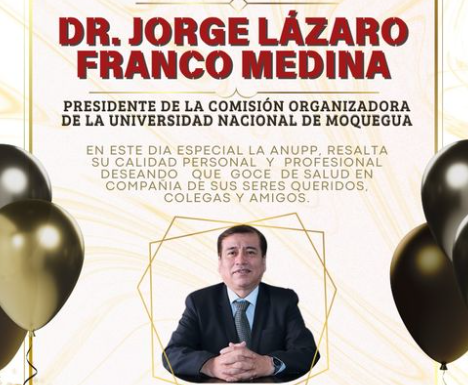 DR. JORGE LÁZARO
FRANCO MEDINA
PRESIDENTE DE LA COMISIÓN ORGANIZADORA
DE LA UNIVERSIDAD NACIONAL DE MOQUEGUA
EN ESTE DIA ESPECIAL LA ANUPP, RESALTA
SU CALIDAD PERSONAL Y PROFESIONAL
DESEANDO QUE GOCE DE SALUD EN
COMPAÑIA DE SUS SERES QUERIDOS,
COLEGAS Y AMIGOS.